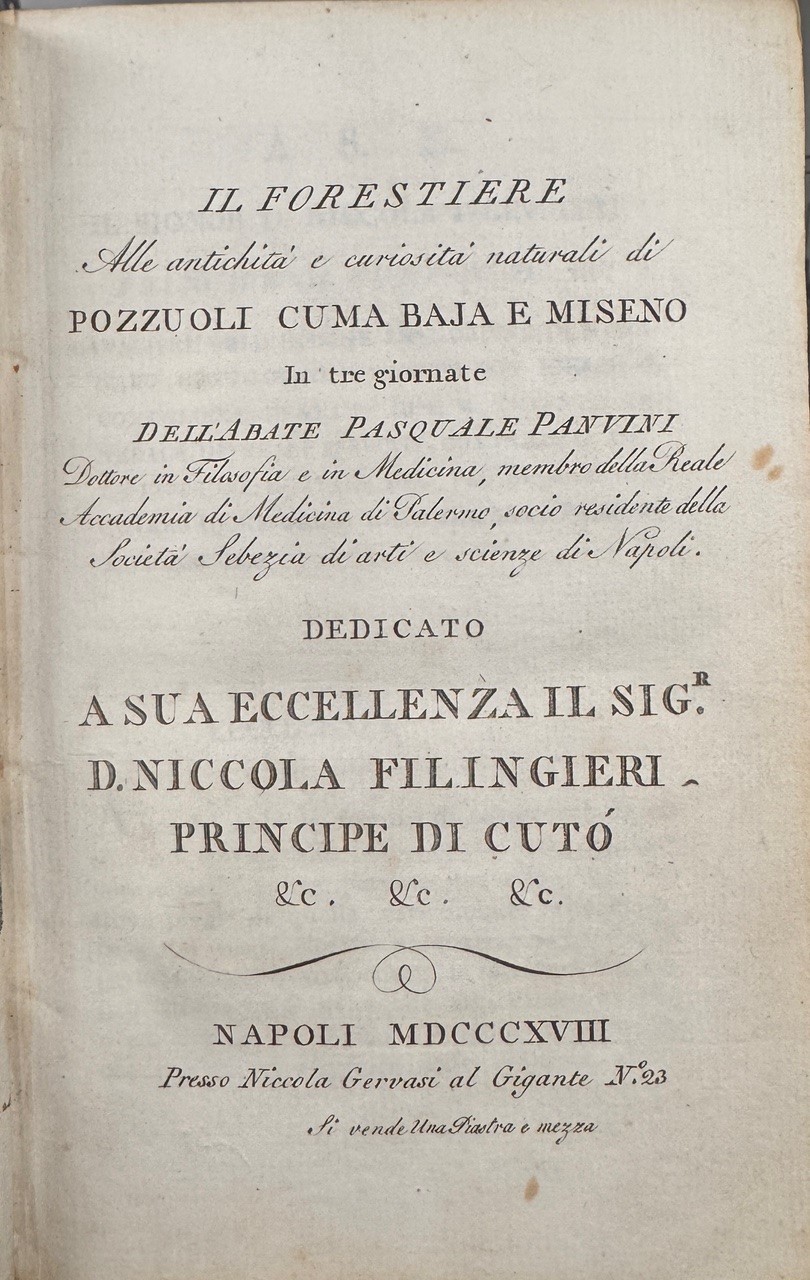 IL FORESTIERE
Alle antichità e curiosità naturali di
POZZUOLI CUMA BAJA E MISENO
In tre giornate
DELL'ABATE PASQUALE PANVINI
Dottore in Filosofia e in Medicina, membro della Reale
Accademia di Medicina di Palermo, socio residente della
Società Sebezia di arti e scienze di Napoli.
DEDICATO
A SUA ECCELLENZA IL SIG.R
D. NICCOLA FILINGIERI
PRINCIPE DI CUTÓ
&c. &c. &c.
NAPOLI MDCCCXVIII
Presso Niccola Gervasi al Gigante N.º 23
Si vende Una Piastra e mezza